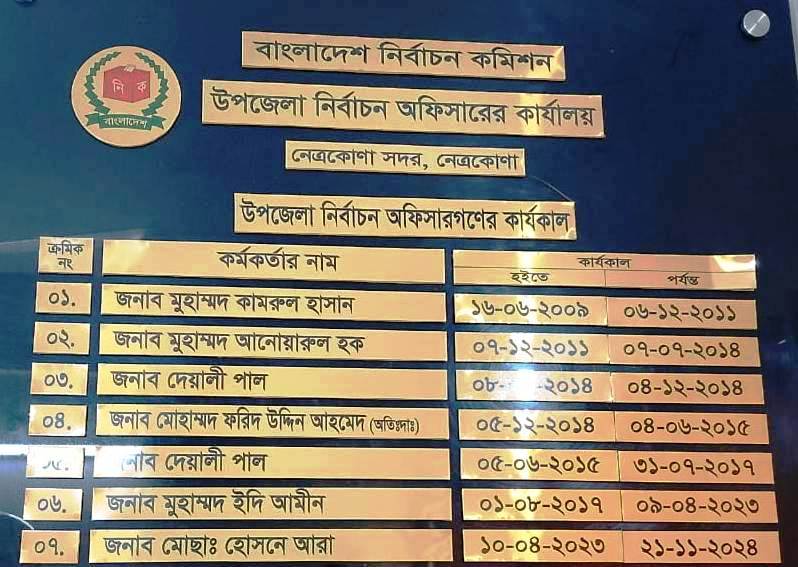 বাংলাদেশ নির্বাচন কমিশন
নি ক
বাংলাদেশ
উপজেলা নির্বাচন অফিসারের কার্যালয়
নেত্রকোণা সদর, নেত্রকোণা
উপজেলা নির্বাচন অফিসারগণের কার্যকাল
ক্রমিক নং কর্মকর্তার নাম কার্যকাল
হইতে পর্যন্ত
০১. জনাব মুহাম্মদ কামরুল হাসান ১৬-০৬-২০০৯ ০৬-১২-২০১১
০২. জনাব মুহাম্মদ আনোয়ারুল হক ০৭-১২-২০১১ ০৭-০৭-২০১৪
০৩. জনাব দেয়ালী পাল ০৮- -২০১৪ ০৪-১২-২০১৪
০৪. জনাব মোহাম্মদ ফরিদ উদ্দিন আহমেদ (অতিঃদাঃ) ০৫-১২-২০১৪ ০৪-০৬-২০১৫
জনাব দেয়ালী পাল ০৫-০৬-২০১৫ ৩১-০৭-২০১৭
০৬. জনাব মুহাম্মদ ইদি আমীন ০১-০৮-২০১৭ ০৯-০৪-২০২৩
০৭. জনাব মোছাঃ হোসনে আরা ১০-০৪-২০২৩ ২১-১১-২০২৪